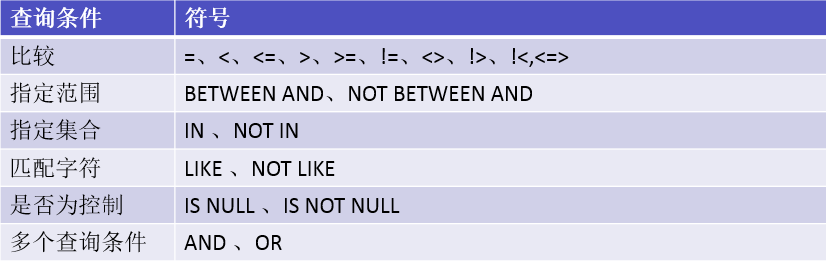 查询条件 符号
比较 =、<、<=、>、>=、!=、<>、!>、!<,<=>
指定范围 BETWEEN AND、NOT BETWEEN AND
指定集合 IN 、NOT IN
匹配字符 LIKE 、NOT LIKE
是否为控制 IS NULL 、IS NOT NULL
多个查询条件 AND 、OR